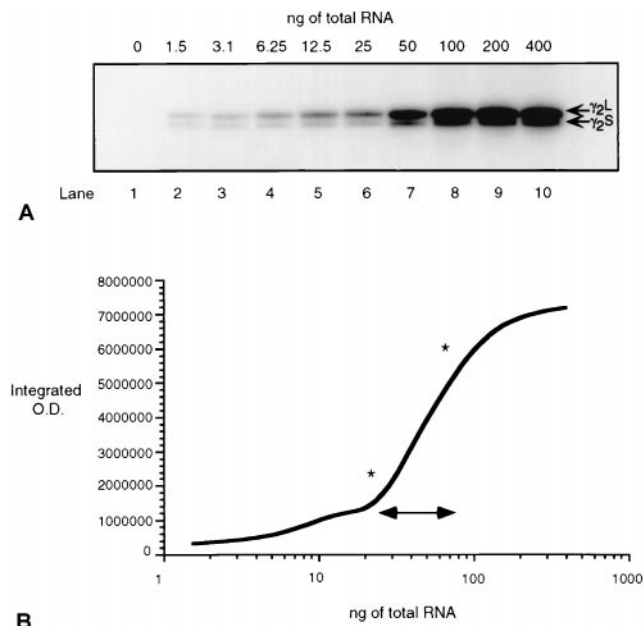 ng of total RNA
0 1.5 3.1 6.25 12.5 25 50 100 200 400
γ2L
γ2S
Lane 1 2 3 4 5 6 7 8 9 10
A
8000000
7000000
6000000
5000000
4000000
3000000
2000000
1000000
0
Integrated
O.D.
*
*
1 10 100 1000
ng of total RNA
B